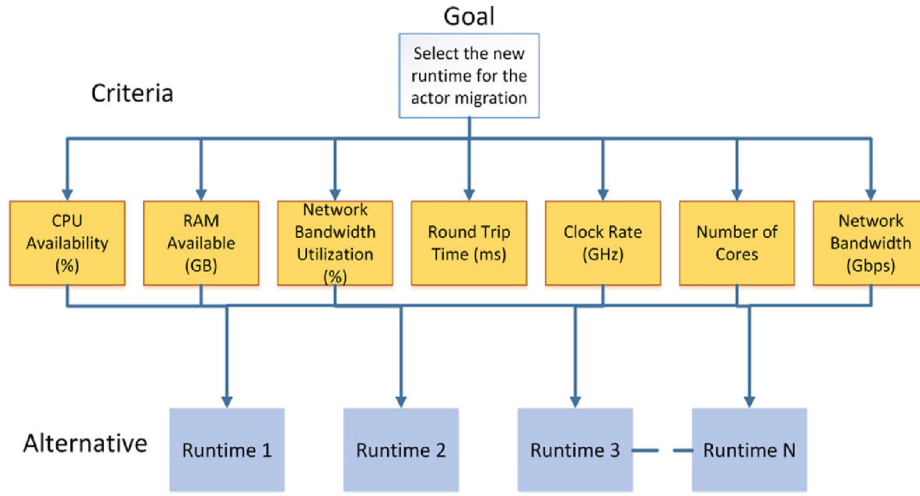 Goal
Select the new
runtime for the
actor migration
Criteria
CPU
Availability
(%)
RAM
Available
(GB)
Network
Bandwidth
Utilization
(%)
Round Trip
Time (ms)
Clock Rate
(GHz)
Number of
Cores
Network
Bandwidth
(Gbps)
Alternative
Runtime 1
Runtime 2
Runtime 3
Runtime N